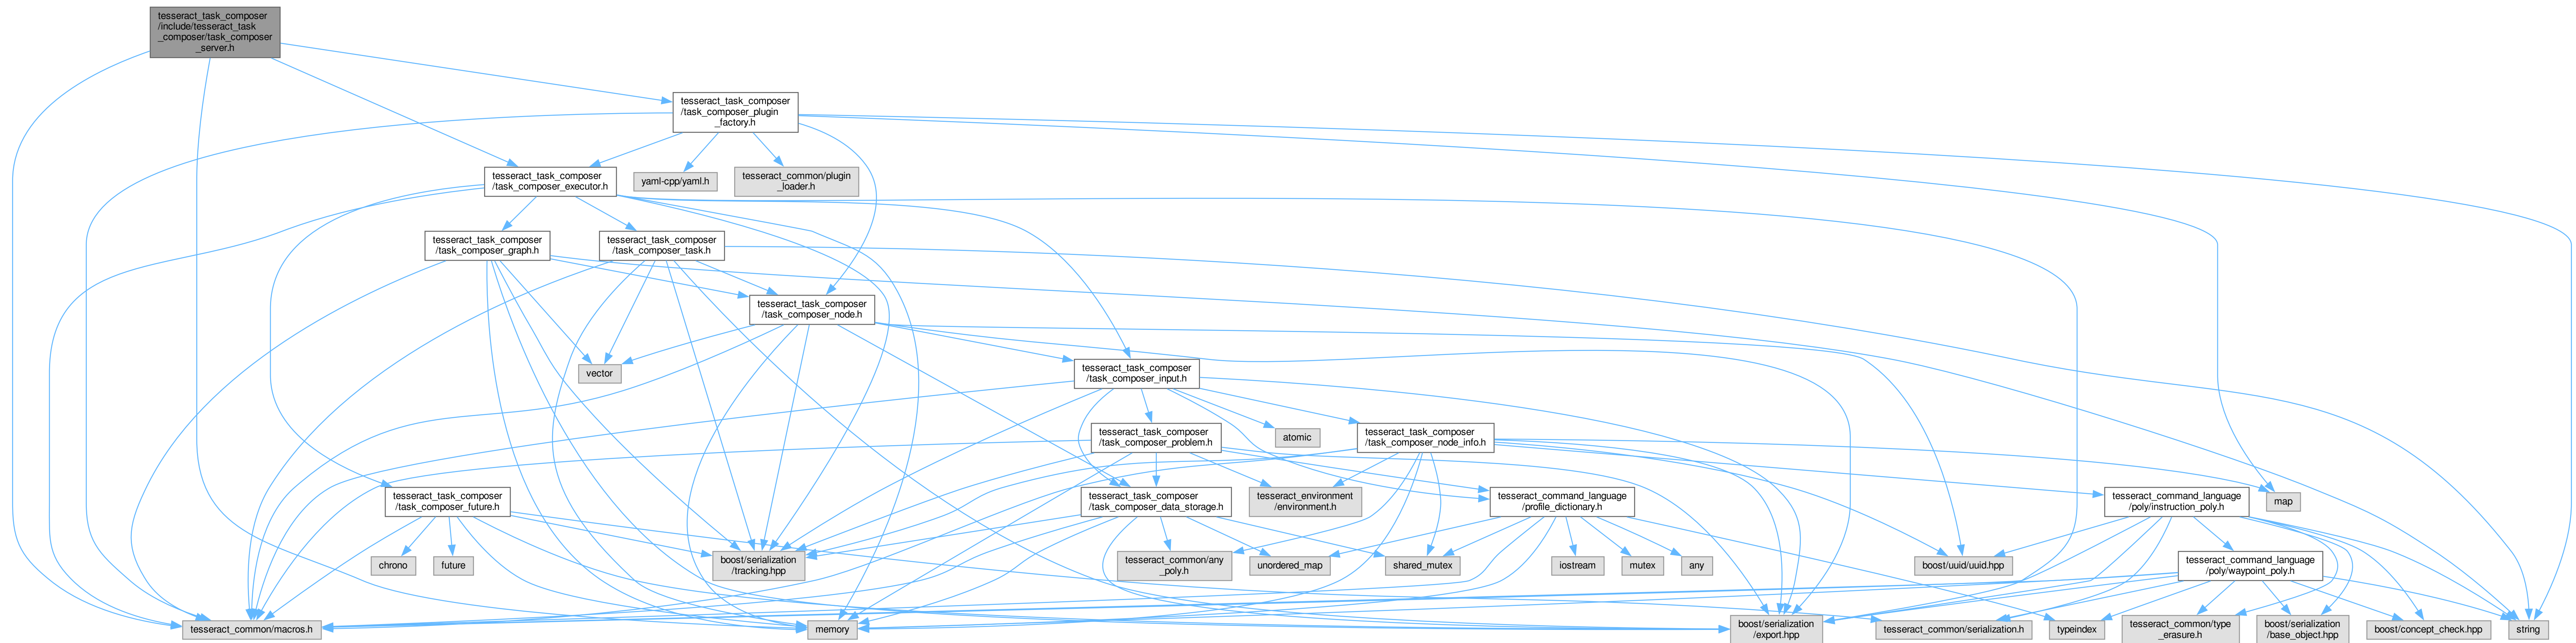 tesseract_task_composer
/include/tesseract_task
_composer/task_composer
_server.h
tesseract_task_composer
/task_composer_plugin
_factory.h
tesseract_task_composer
/task_composer_executor.h
yaml-cpp/yaml.h
tesseract_common/plugin
_loader.h
tesseract_task_composer
/task_composer_graph.h
tesseract_task_composer
/task_composer_task.h
tesseract_task_composer
/task_composer_node.h
vector
tesseract_task_composer
/task_composer_input.h
tesseract_task_composer
/task_composer_problem.h
atomic
tesseract_task_composer
/task_composer_node_info.h
tesseract_task_composer
/task_composer_future.h
tesseract_task_composer
/task_composer_data_storage.h
tesseract_environment
/environment.h
tesseract_command_language
/profile_dictionary.h
tesseract_command_language
/poly/instruction_poly.h
map
chrono
future
boost/serialization
/tracking.hpp
tesseract_common/any
_poly.h
unordered_map
shared_mutex
iostream
mutex
any
boost/uuid/uuid.hpp
tesseract_command_language
/poly/waypoint_poly.h
tesseract_common/macros.h
memory
boost/serialization
/export.hpp
tesseract_common/serialization.h
typeindex
tesseract_common/type
_erasure.h
boost/serialization
/base_object.hpp
boost/concept_check.hpp
string